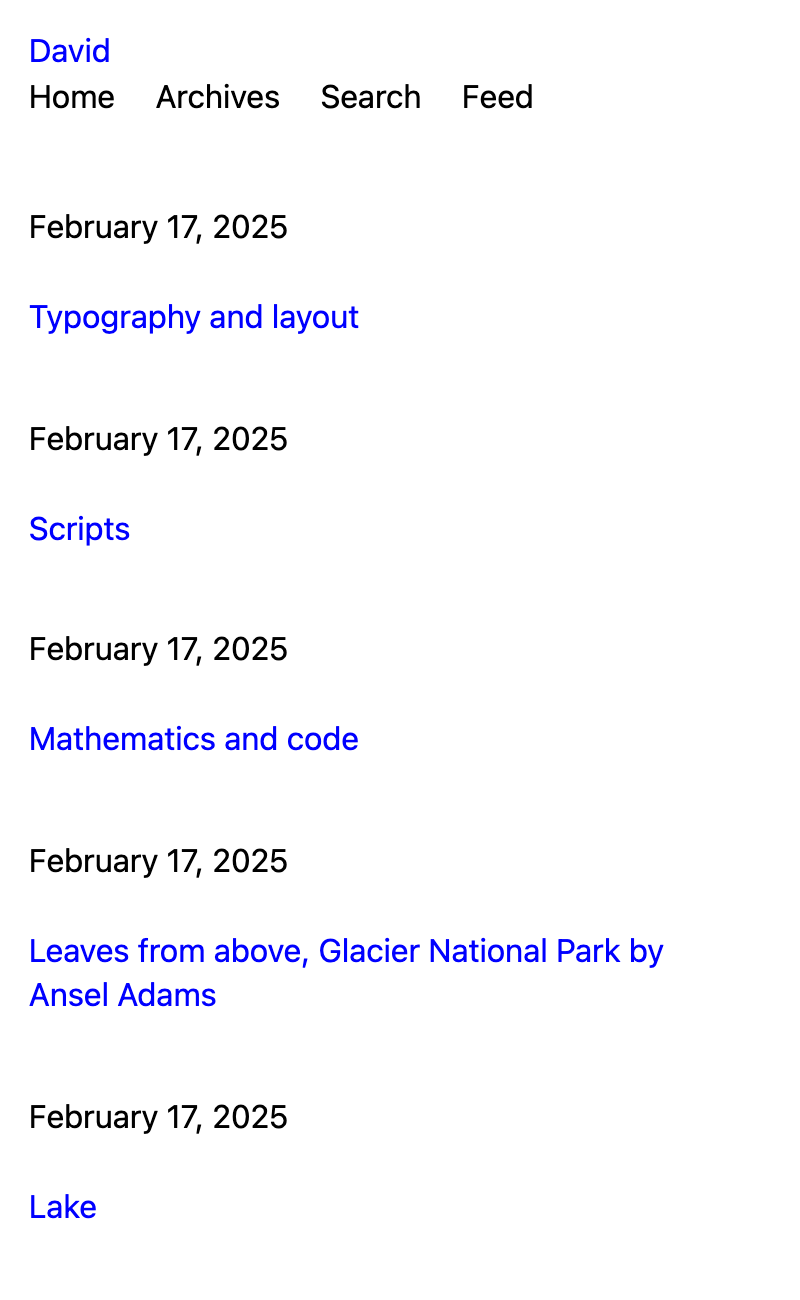 David
Home Archives Search Feed
February 17, 2025
Typography and layout
February 17, 2025
Scripts
February 17, 2025
Mathematics and code
February 17, 2025
Leaves from above, Glacier National Park by
Ansel Adams
February 17, 2025
Lake